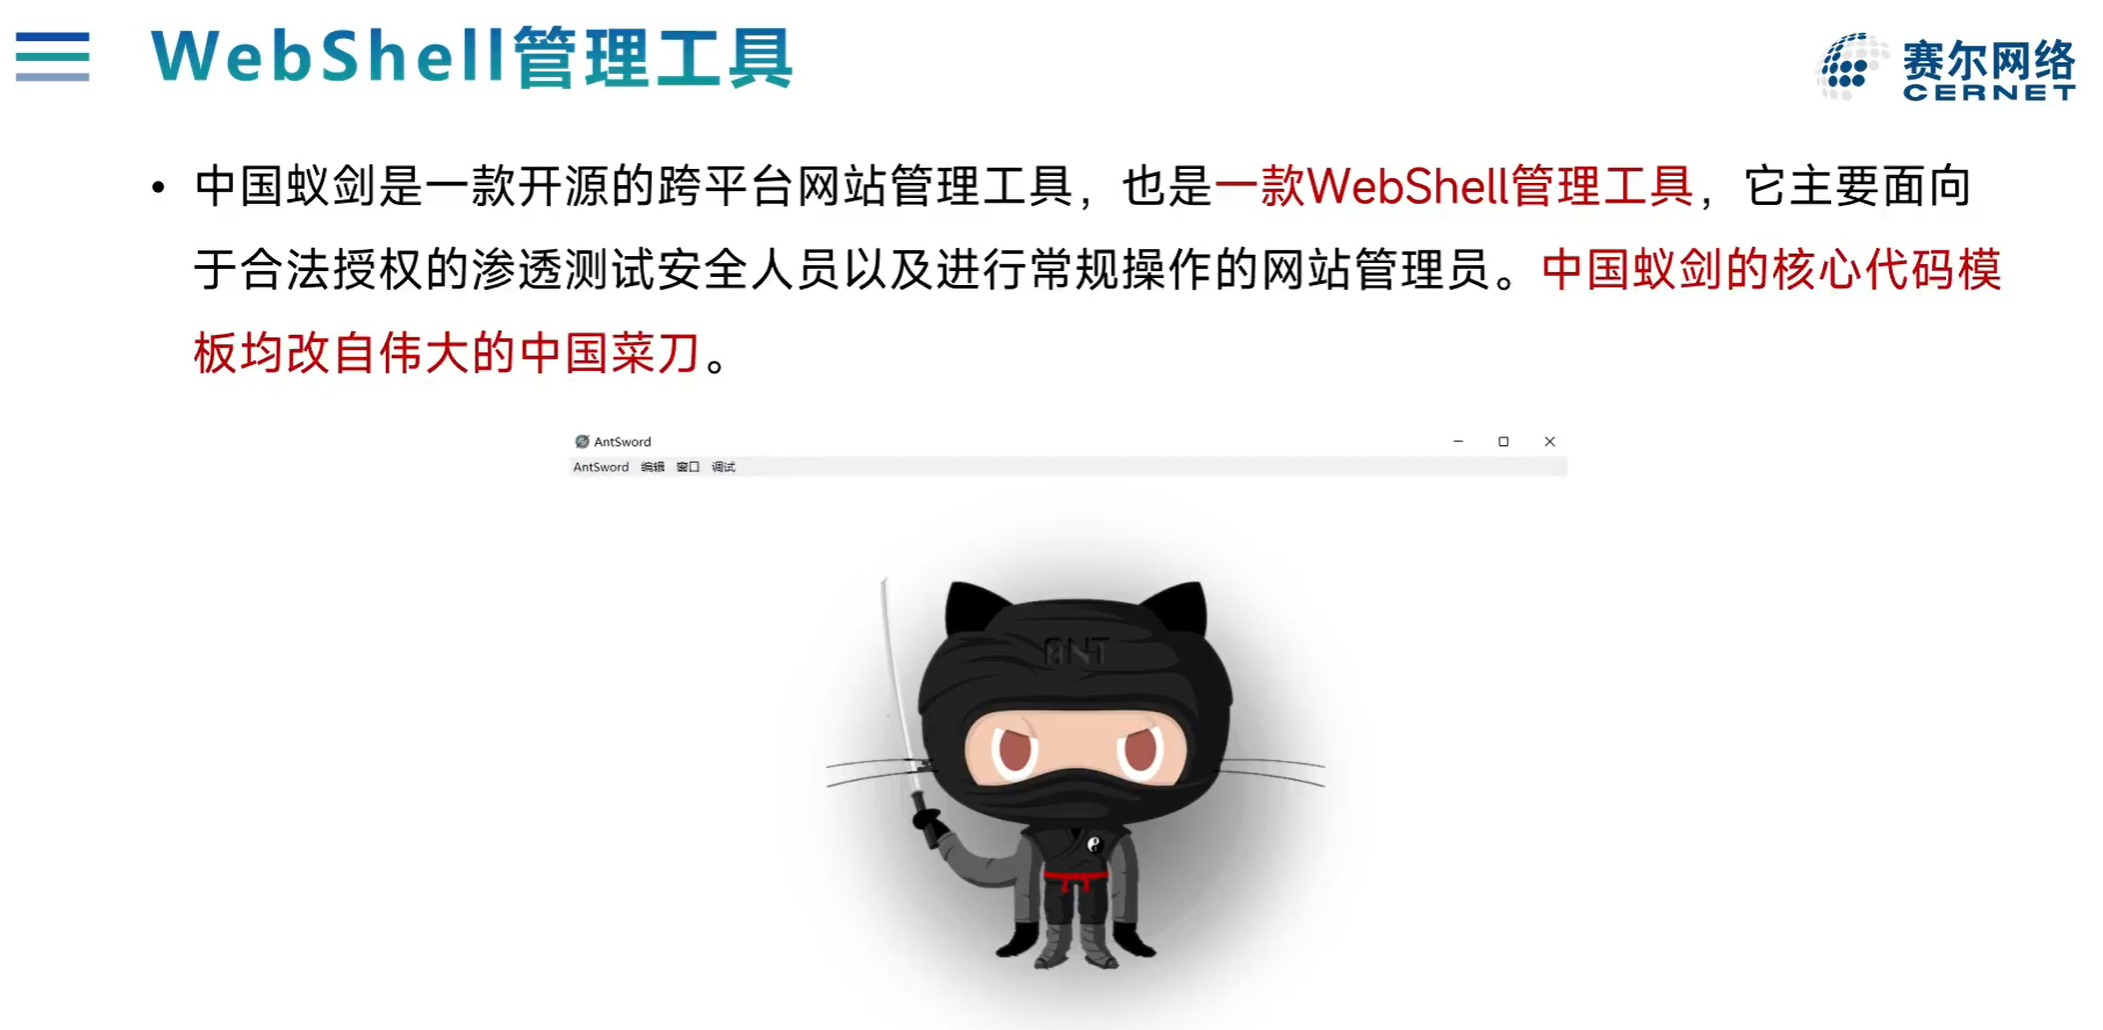 WebShell管理工具
赛尔网络
CERNET
• 中国蚁剑是一款开源的跨平台网站管理工具，也是一款WebShell管理工具，它主要面向
于合法授权的渗透测试安全人员以及进行常规操作的网站管理员。中国蚁剑的核心代码模
板均改自伟大的中国菜刀。
AntSword
AntSword 编辑 窗口 调试
ANT